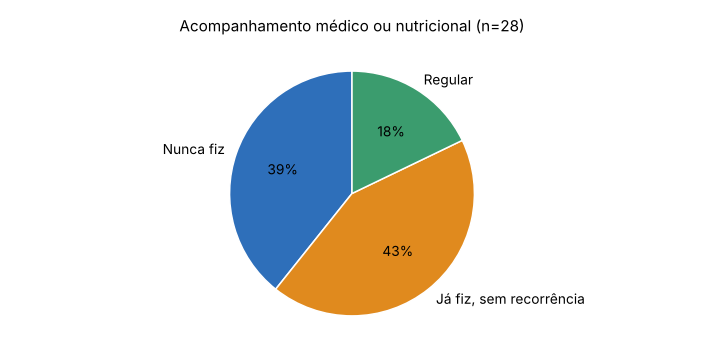 Acompanhamento médico ou nutricional (n=28)
Regular
18%
Nunca fiz
39%
43%
Já fiz, sem recorrência